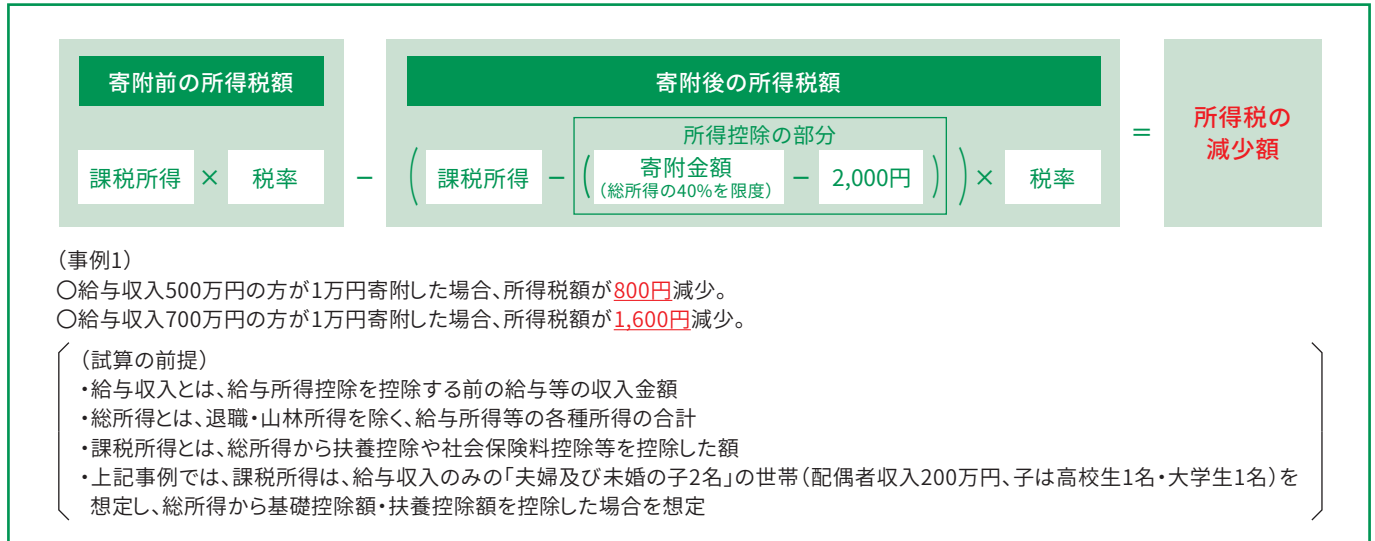 寄附前の所得税額
課税所得 × 税率
−
寄附後の所得税額
所得控除の部分
(課税所得 − (寄附金額 − 2,000円)) × 税率
(総所得の40%を限度)
=
所得税の
減少額
(事例1)
○給与収入500万円の方が1万円寄附した場合、所得税額が800円減少。
○給与収入700万円の方が1万円寄附した場合、所得税額が1,600円減少。
(試算の前提)
・給与収入とは、給与所得控除を控除する前の給与等の収入金額
・総所得とは、退職・山林所得を除く、給与所得等の各種所得の合計
・課税所得とは、総所得から扶養控除や社会保険料控除等を控除した額
・上記事例では、課税所得は、給与収入のみの「夫婦及び未婚の子2名」の世帯(配偶者収入200万円、子は高校生1名・大学生1名)を
想定し、総所得から基礎控除額・扶養控除額を控除した場合を想定